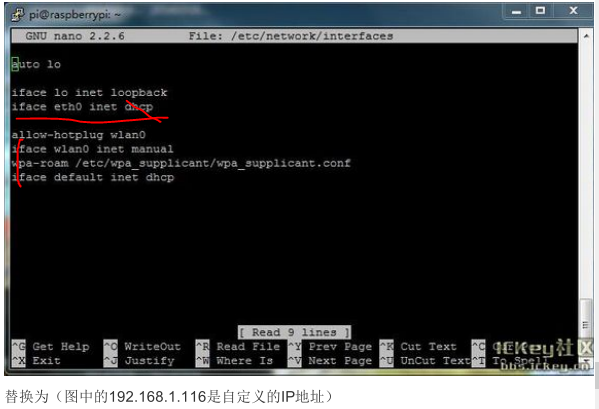 pi@raspberrypi: ~
GNU nano 2.2.6 File: /etc/network/interfaces
auto lo
iface lo inet loopback
iface eth0 inet dhcp
allow-hotplug wlan0
iface wlan0 inet manual
wpa-roam /etc/wpa_supplicant/wpa_supplicant.conf
iface default inet dhcp
[ Read 9 lines ]
^G Get Help ^O WriteOut ^R Read File ^Y Prev Page ^K Cut Text ^C
^X Exit ^J Justify ^W Where Is ^V Next Page ^U UnCut Text ^T To Spell
ICKey社区
bbs.ickey.cn
替换为（图中的192.168.1.116是自定义的IP地址）